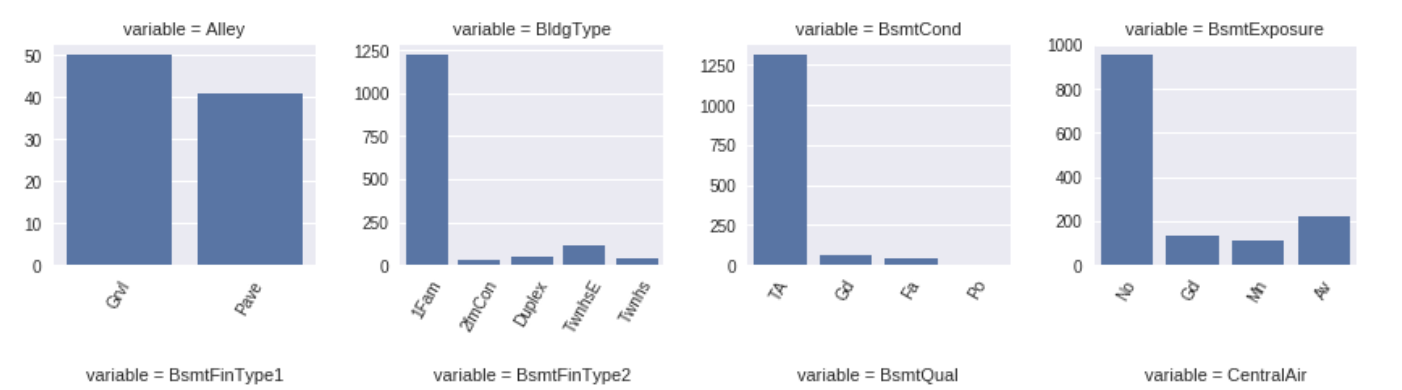 variable = Alley
50
40
30
20
10
0
Grvl
Pave
variable = BldgType
1250
1000
750
500
250
0
1Fam
2fmCon
Duplex
TwnhsE
Twnhs
variable = BsmtCond
1250
1000
750
500
250
0
TA
Gd
Fa
Po
variable = BsmtExposure
1000
800
600
400
200
0
No
Gd
Mn
Av
variable = BsmtFinType1
variable = BsmtFinType2
variable = BsmtQual
variable = CentralAir